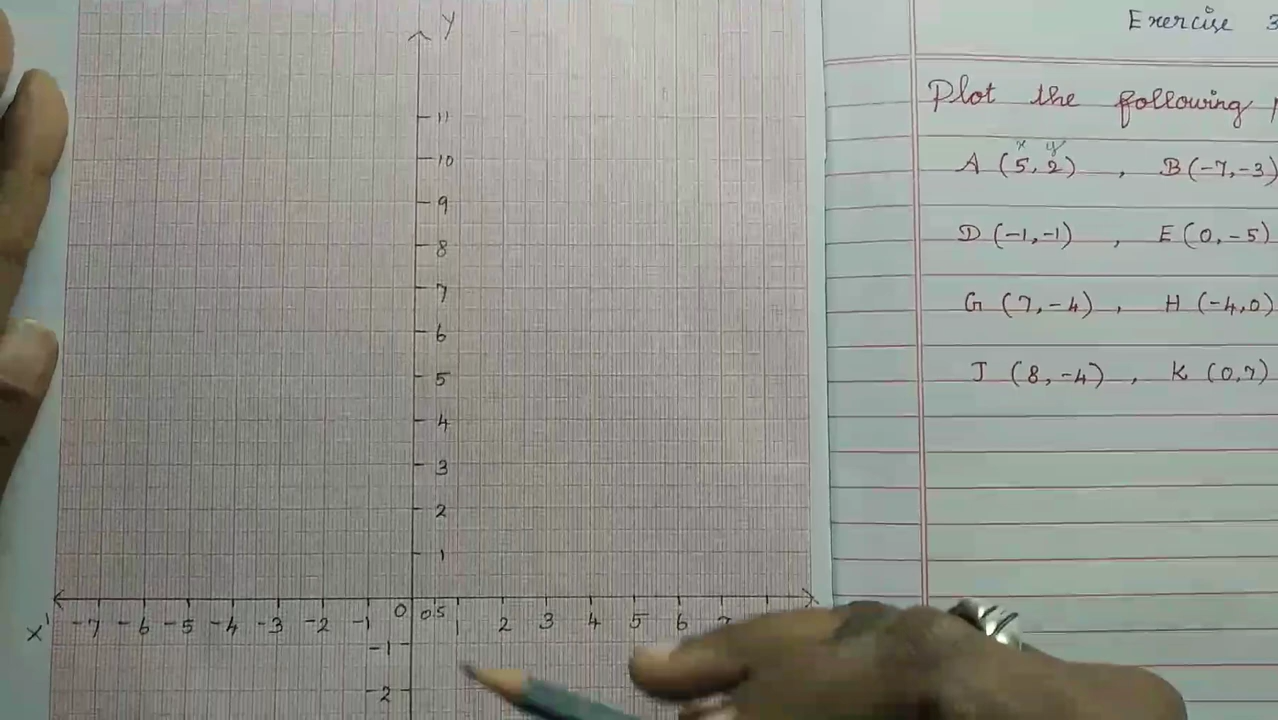 y
11
10
9
8
7
6
5
4
3
2
1
X' -7 -6 -5 -4 -3 -2 -1 0 0.5 1 2 3 4 5 6 7
-1
-2
Exercise 3
Plot the following
x y
A (5, 2) , B (-7, -3)
D (-1, -1) , E (0, -5)
G (7, -4) , H (-4, 0)
J (8, -4) , K (0, 7)